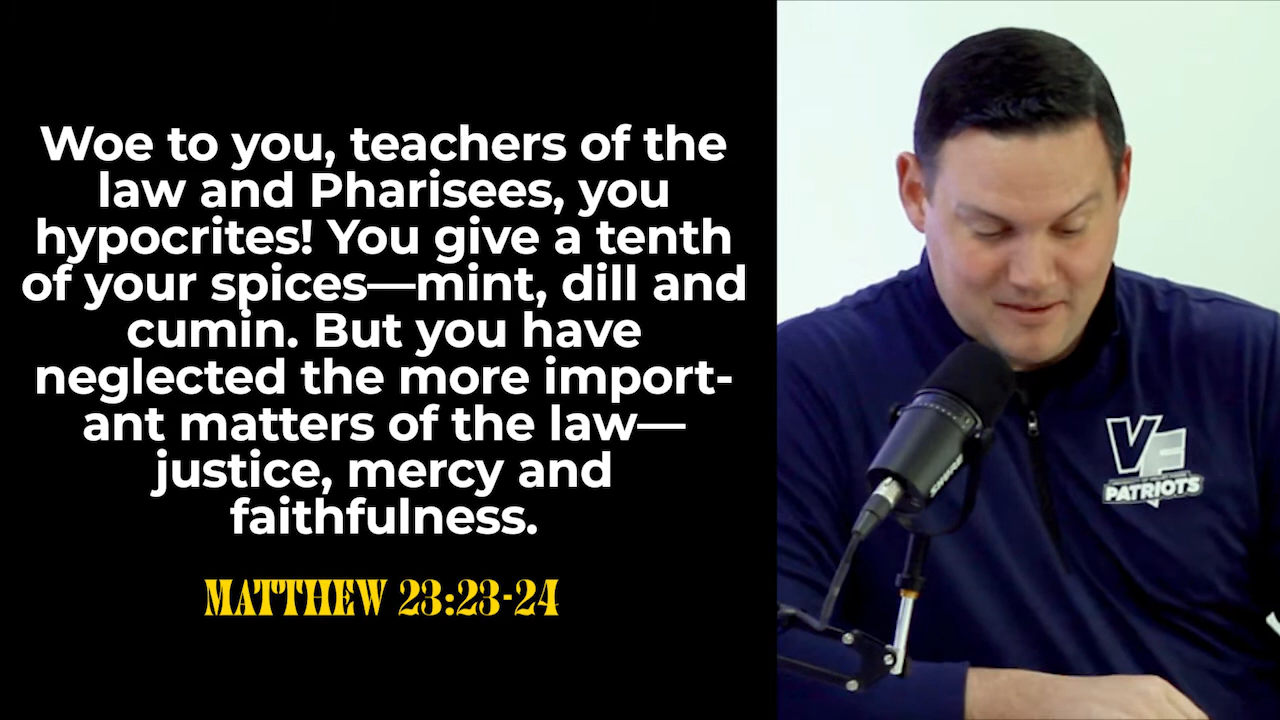 Woe to you, teachers of the
law and Pharisees, you
hypocrites! You give a tenth
of your spices—mint, dill and
cumin. But you have
neglected the more import-
ant matters of the law—
justice, mercy and
faithfulness.
MATTHEW 23:23-24
VF
PATRIOTS
SHURE